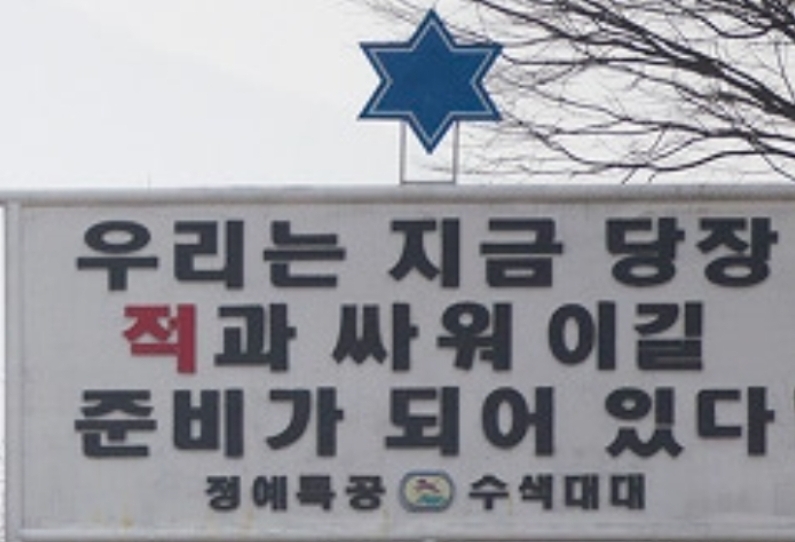 우리는 지금 당장
적과 싸워 이길
준비가 되어 있다
정예특공 수색대대